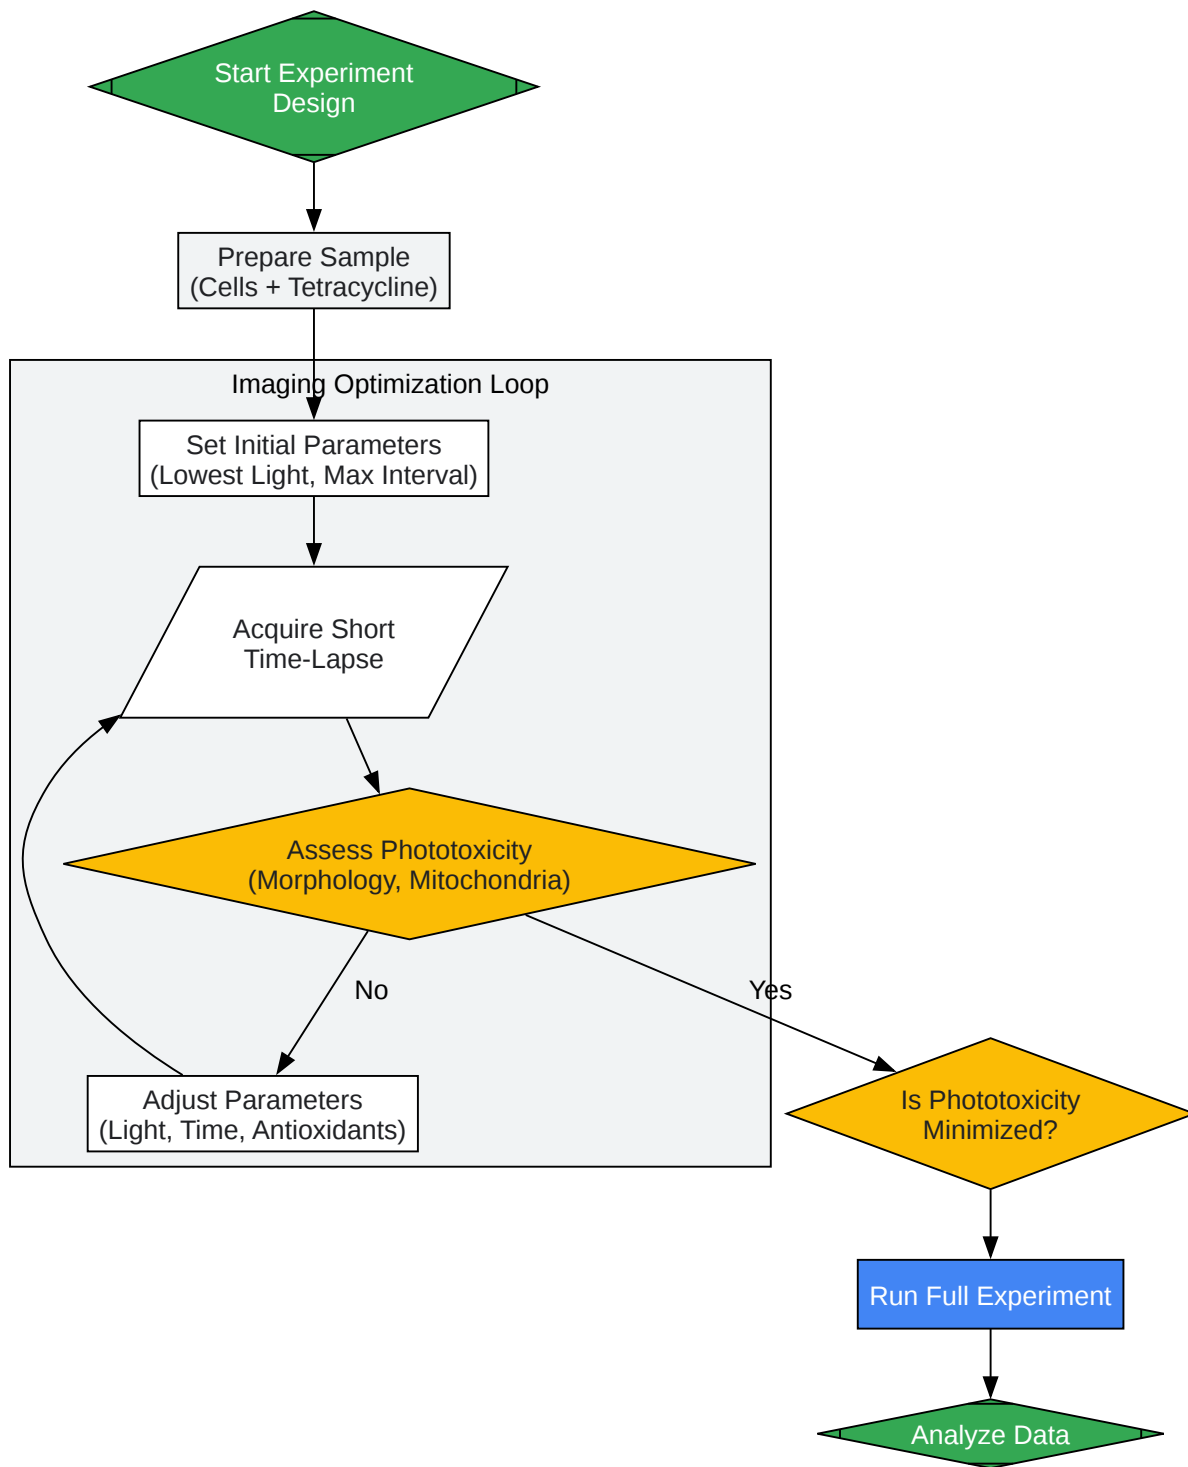 Start Experiment
Design
Prepare Sample
(Cells + Tetracycline)
Imaging Optimization Loop
Set Initial Parameters
(Lowest Light, Max Interval)
Acquire Short
Time-Lapse
Assess Phototoxicity
(Morphology, Mitochondria)
No
Yes
Adjust Parameters
(Light, Time, Antioxidants)
Is Phototoxicity
Minimized?
Run Full Experiment
Analyze Data